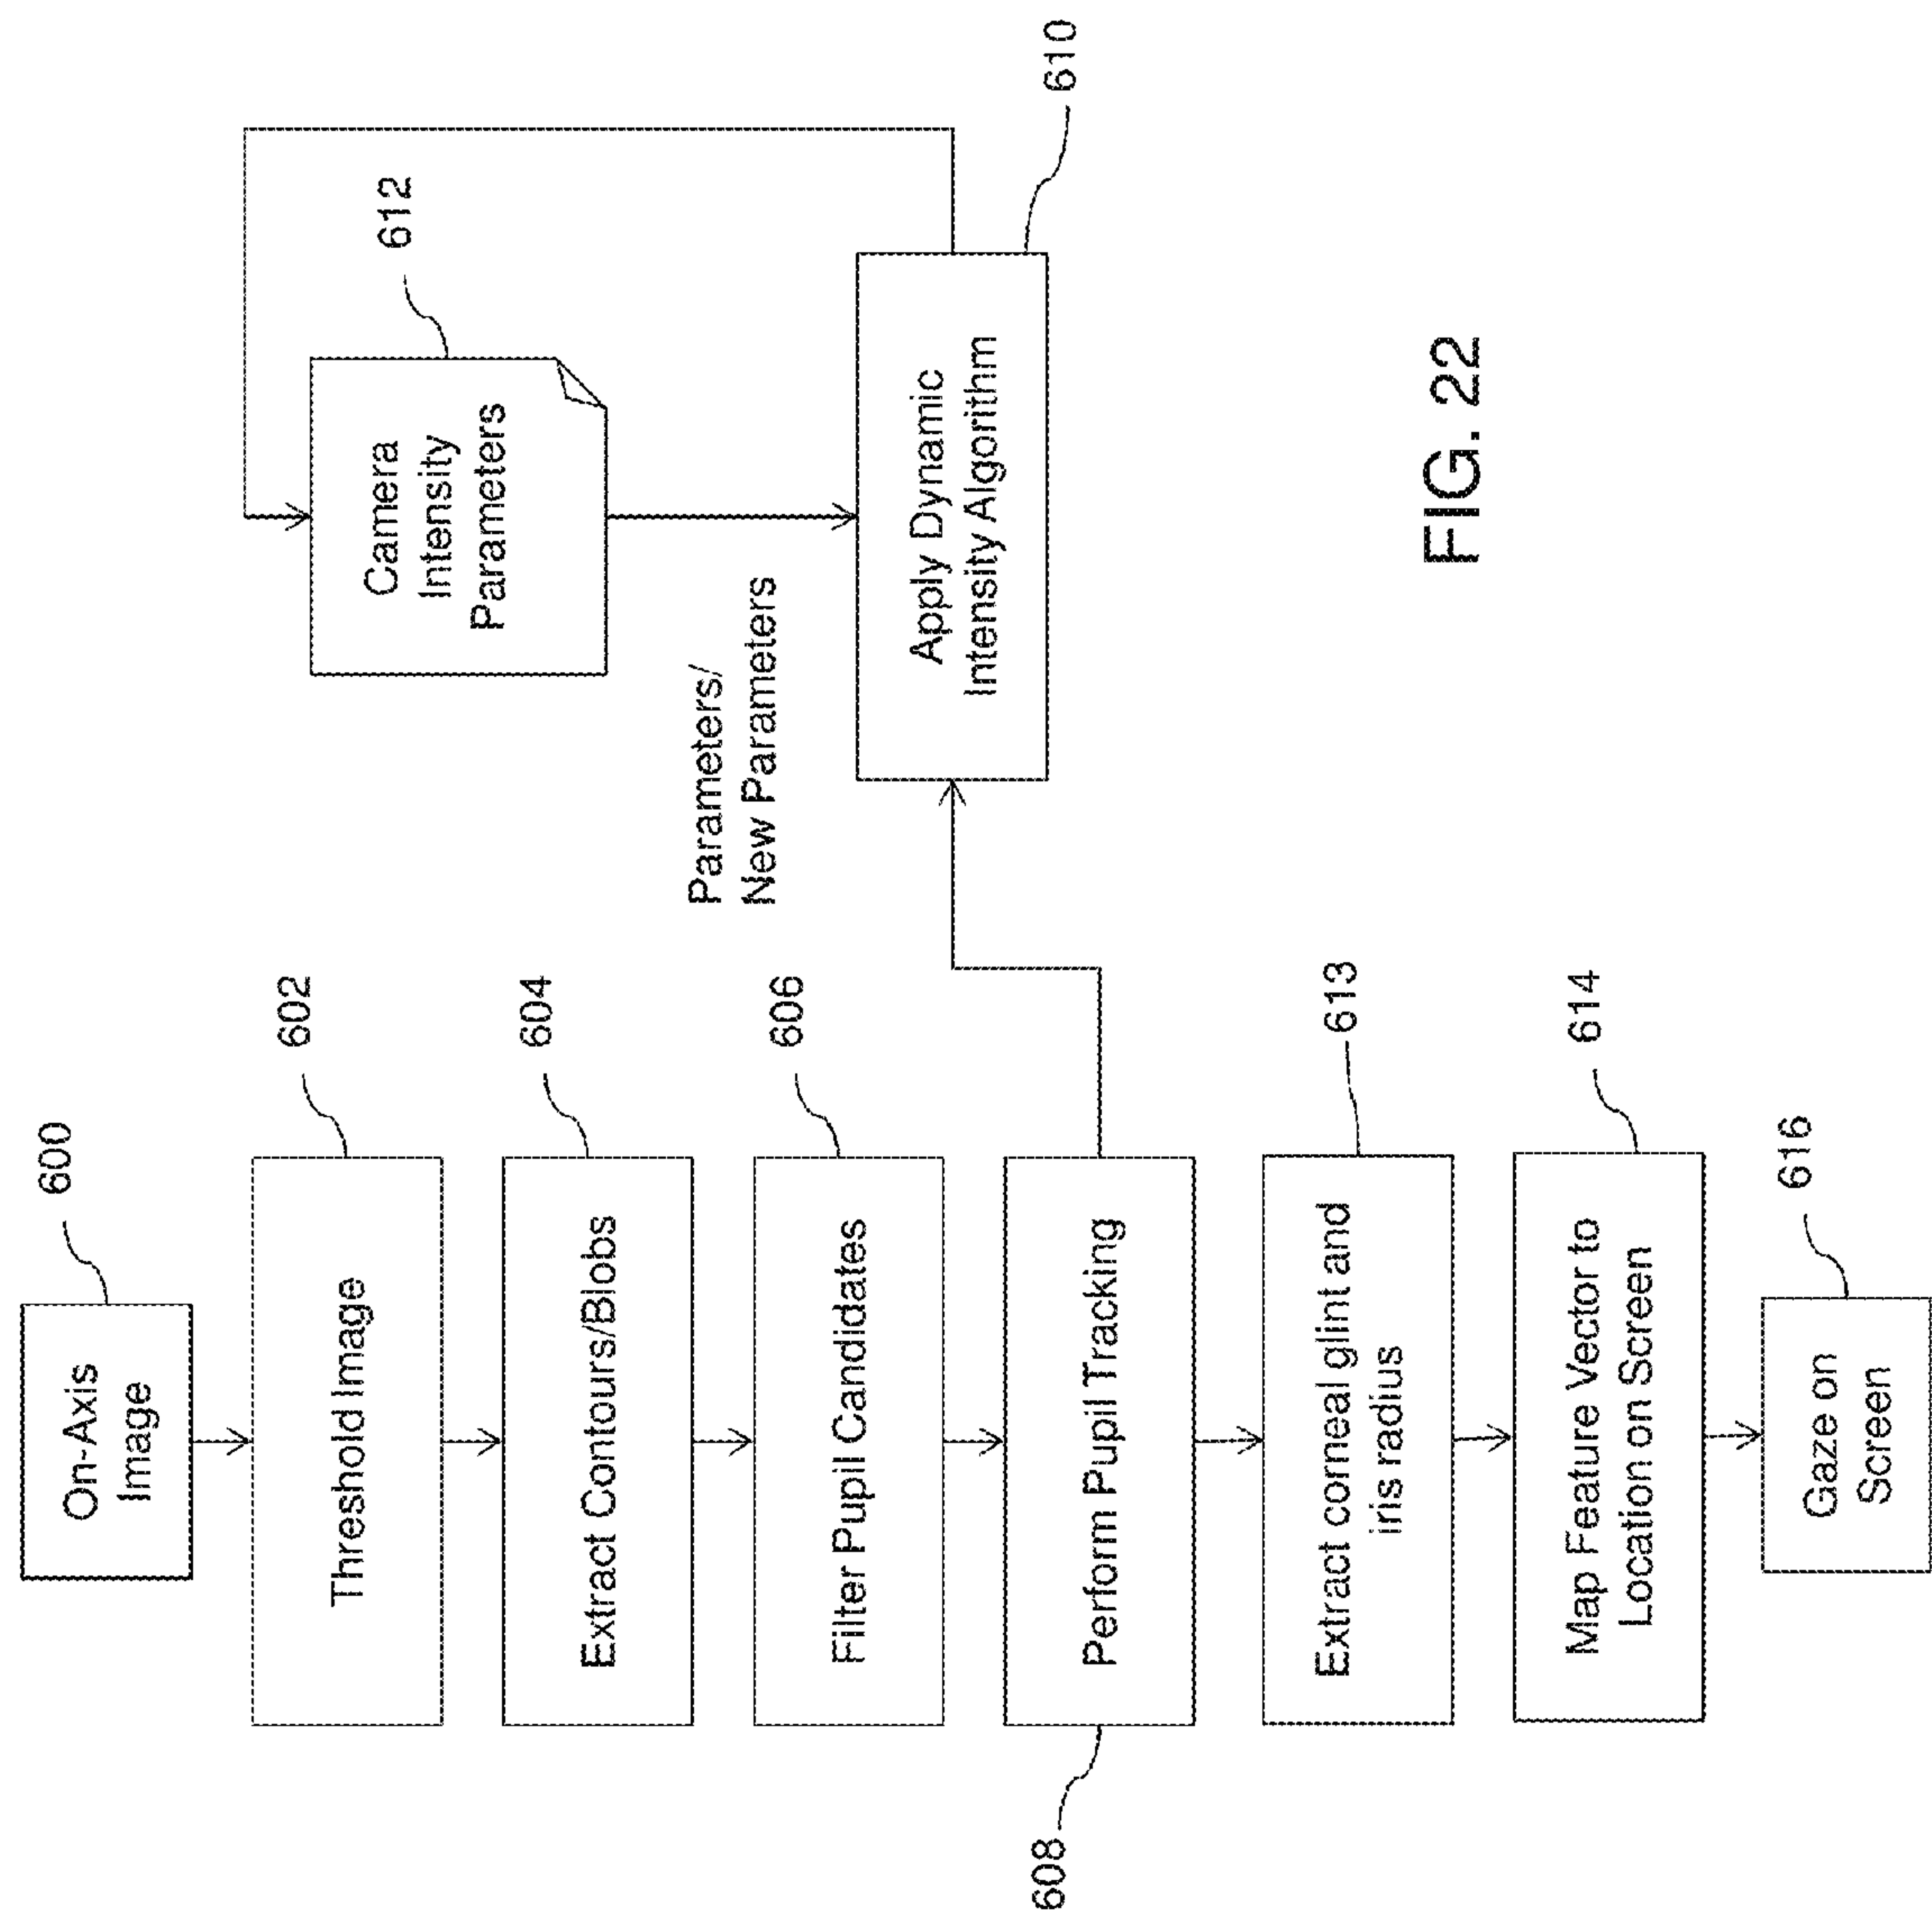 600
On-Axis
Image
602
Threshold Image
604
Extract Contours/Blobs
606
Filter Pupil Candidates
608
Perform Pupil Tracking
613
Extract corneal glint and
iris radius
614
Map Feature Vector to
Location on Screen
616
Gaze on
Screen
612
Camera
Intensity
Parameters
Parameters/
New Parameters
610
Apply Dynamic
Intensity Algorithm
FIG. 22